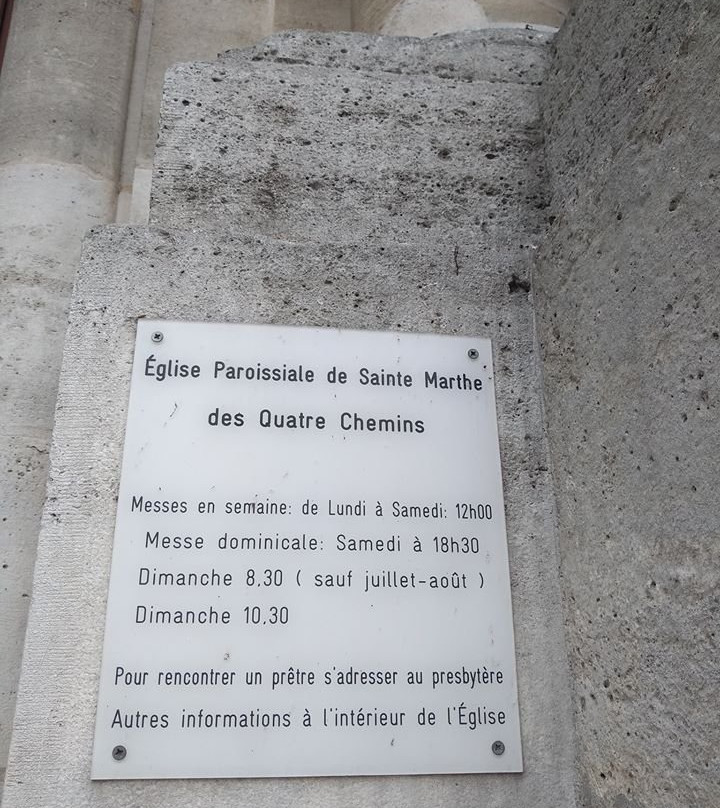 Église Paroissiale de Sainte Marthe
des Quatre Chemins
Messes en semaine: de Lundi à Samedi: 12h00
Messe dominicale: Samedi à 18h30
Dimanche 8.30 ( sauf juillet-août )
Dimanche 10.30
Pour rencontrer un prêtre s'adresser au presbytère
Autres informations à l'intérieur de l'Église